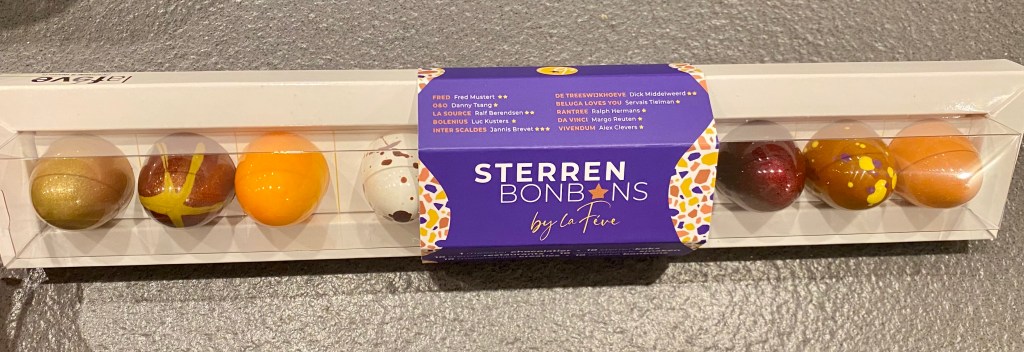 la fève
FRED Fred Mustert ★★
O&O Danny Tsang ★
LA SOURCE Ralf Berendsen ★★
BOLENIUS Luc Kusters ★
INTER SCALDES Jannis Brevet ★★★
DE TREESWIJKHOEVE Dick Middelweerd ★★
BELUGA LOVES YOU Servais Tielman ★
RANTREE Ralph Hermans ★
DA VINCI Margo Reuten ★
VIVENDUM Alex Clevers ★
STERREN
BONBONS
by la Fève